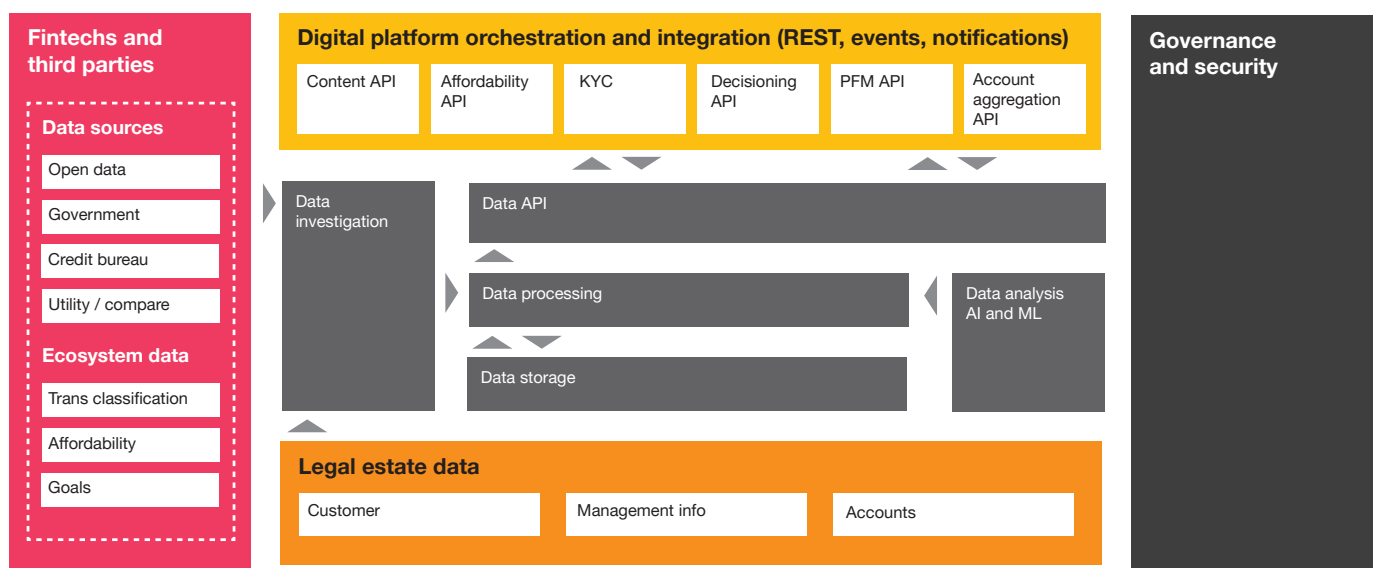 Fintechs and
third parties
Data sources
Open data
Government
Credit bureau
Utility / compare
Ecosystem data
Trans classification
Affordability
Goals
Digital platform orchestration and integration (REST, events, notifications)
Content API
Affordability
API
KYC
Decisioning
API
PFM API
Account
aggregation
API
Data
investigation
Data API
Data processing
Data analysis
AI and ML
Data storage
Legal estate data
Customer
Management info
Accounts
Governance
and security